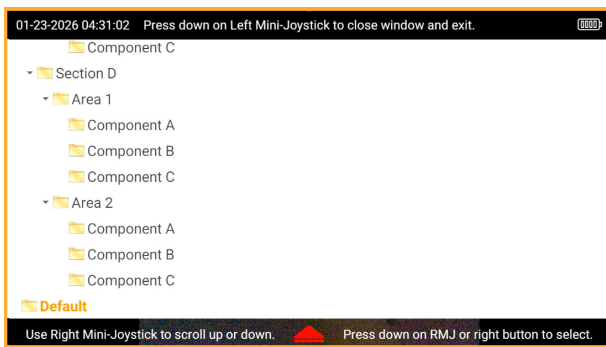 01-23-2026 04:31:02 Press down on Left Mini-Joystick to close window and exit.
Component C
Section D
Area 1
Component A
Component B
Component C
Area 2
Component A
Component B
Component C
Default
Use Right Mini-Joystick to scroll up or down. Press down on RMJ or right button to select.